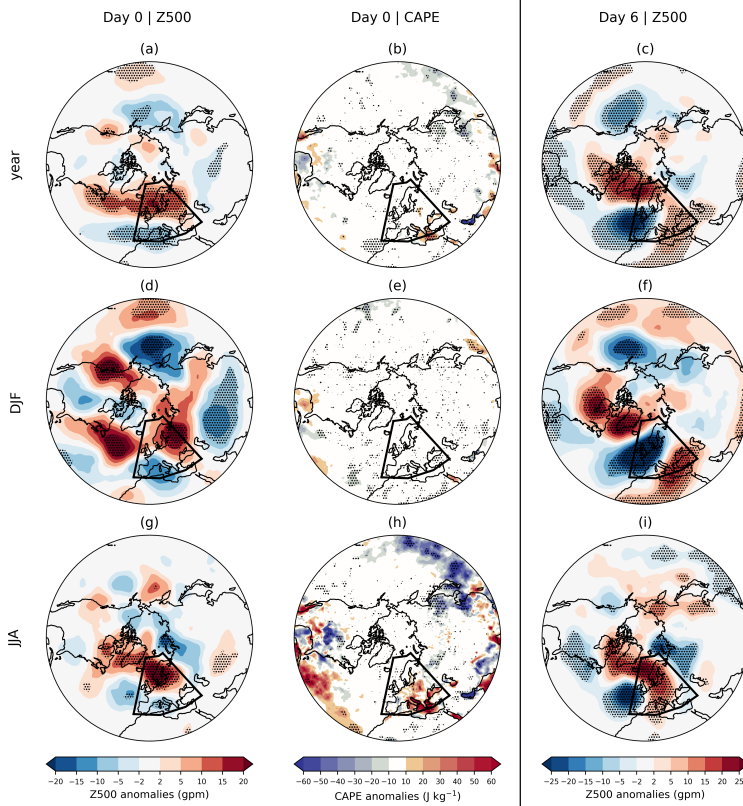 Day 0 | Z500 Day 0 | CAPE Day 6 | Z500
(a) (b) (c)
year
(d) (e) (f)
DJF
(g) (h) (i)
JJA
−20 −15 −10 −5 −2 2 5 10 15 20
Z500 anomalies (gpm)
−60 −50 −40 −30 −20 −10 10 20 30 40 50 60
CAPE anomalies (J kg⁻¹)
−25 −20 −15 −10 −5 −2 2 5 10 15 20 25
Z500 anomalies (gpm)